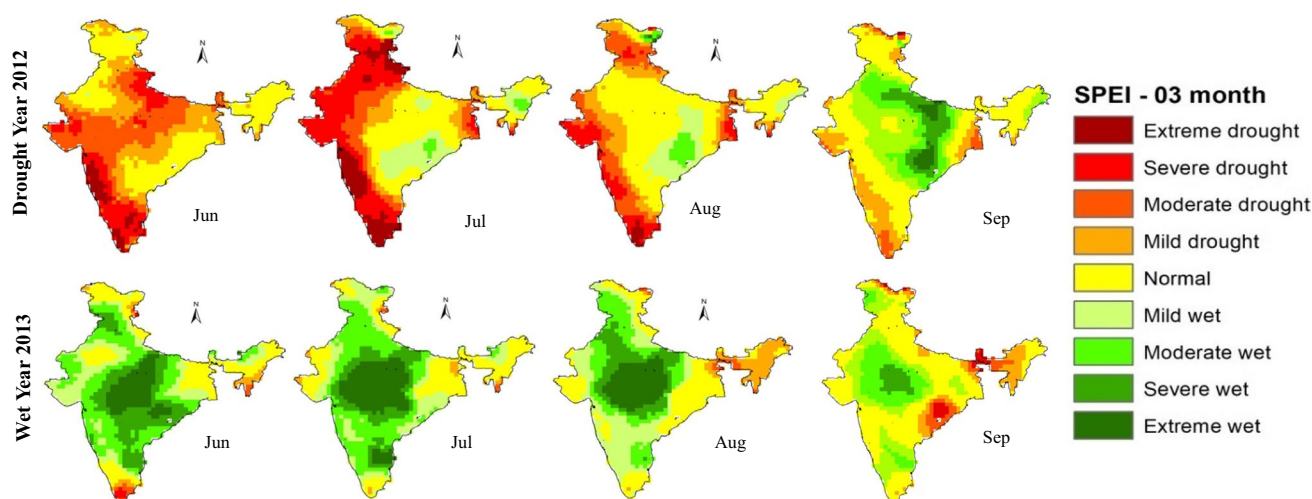 Drought Year 2012
N
Jun
N
Jul
N
Aug
Sep
Wet Year 2013
N
Jun
N
Jul
N
Aug
Sep
SPEI - 03 month
Extreme drought
Severe drought
Moderate drought
Mild drought
Normal
Mild wet
Moderate wet
Severe wet
Extreme wet